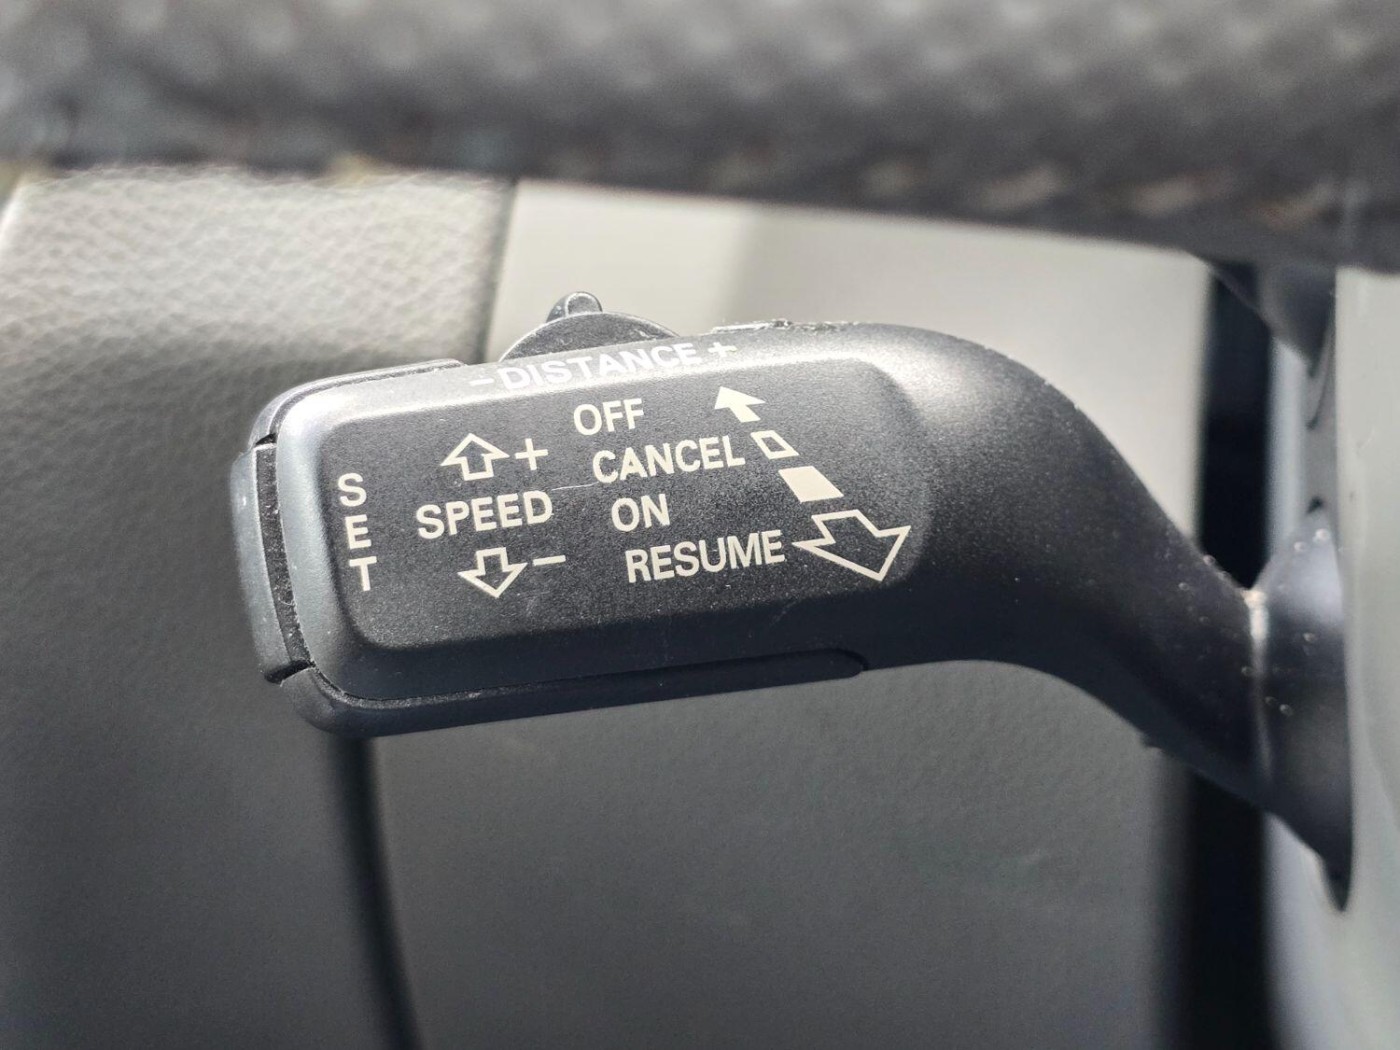 - DISTANCE +
OFF
+ CANCEL
SPEED ON
- RESUME
SET